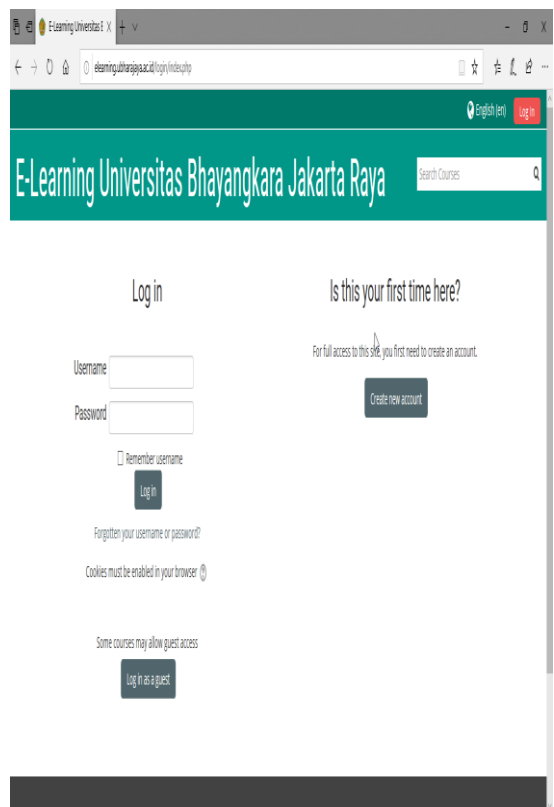 E-Learning Universitas E
elearning.ubharajaya.ac.id/login/index.php
English (en) Log In
E-Learning Universitas Bhayangkara Jakarta Raya
Search Courses
Log in
Username
Password
Remember username
Log in
Forgotten your username or password?
Cookies must be enabled in your browser
Some courses may allow guest access
Log in as a guest
Is this your first time here?
For full access to this site, you first need to create an account.
Create new account